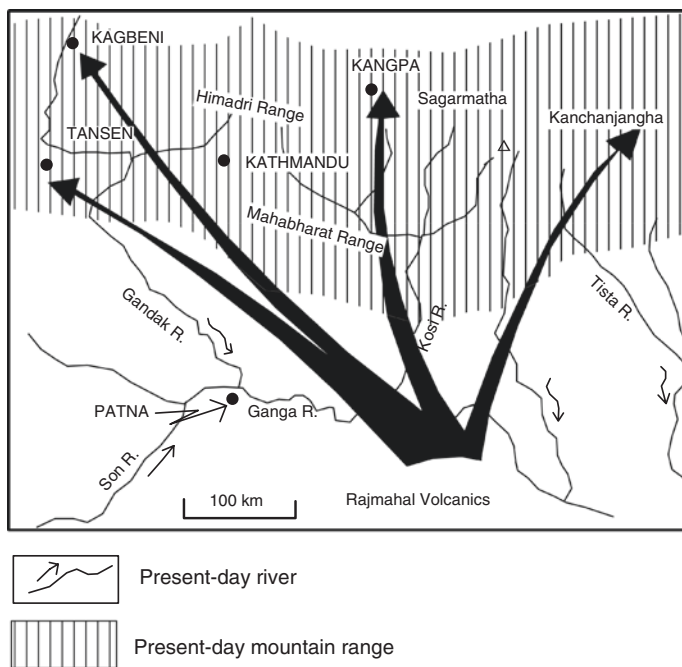 KAGBENI
KANGPA
Sagarmatha
Himadri Range
Kanchanjangha
TANSEN
KATHMANDU
Mahabharat Range
Gandak R.
Kosi R.
Tista R.
PATNA
Ganga R.
Son R.
100 km
Rajmahal Volcanics
Present-day river
Present-day mountain range